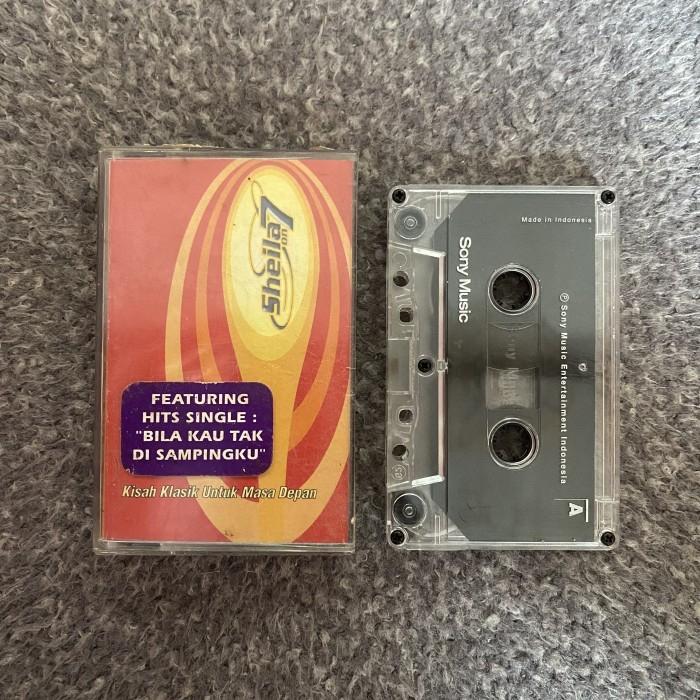 Sheila on 7
FEATURING
HITS SINGLE :
"BILA KAU TAK
DI SAMPINGKU"
Kisah Klasik Untuk Masa Depan
Made in Indonesia
Sony Music
℗ Sony Music Entertainment Indonesia
A